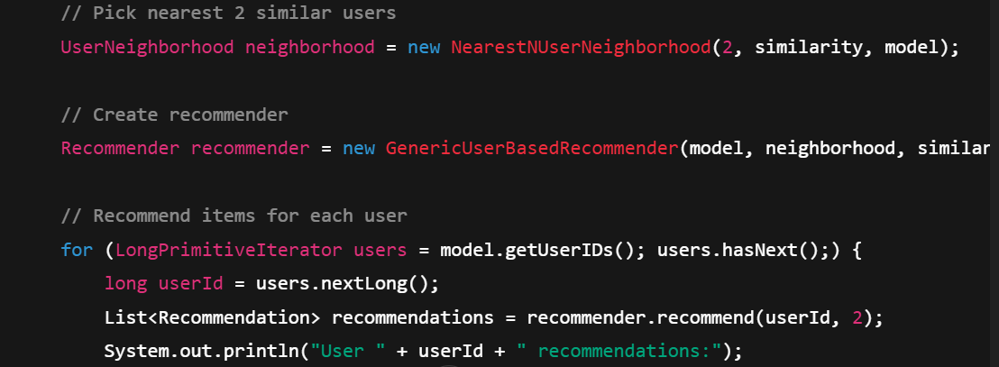 // Pick nearest 2 similar users
UserNeighborhood neighborhood = new NearestNUserNeighborhood(2, similarity, model);
// Create recommender
Recommender recommender = new GenericUserBasedRecommender(model, neighborhood, similar
// Recommend items for each user
for (LongPrimitiveIterator users = model.getUserIDs(); users.hasNext();) {
long userId = users.nextLong();
List<Recommendation> recommendations = recommender.recommend(userId, 2);
System.out.println("User " + userId + " recommendations:");